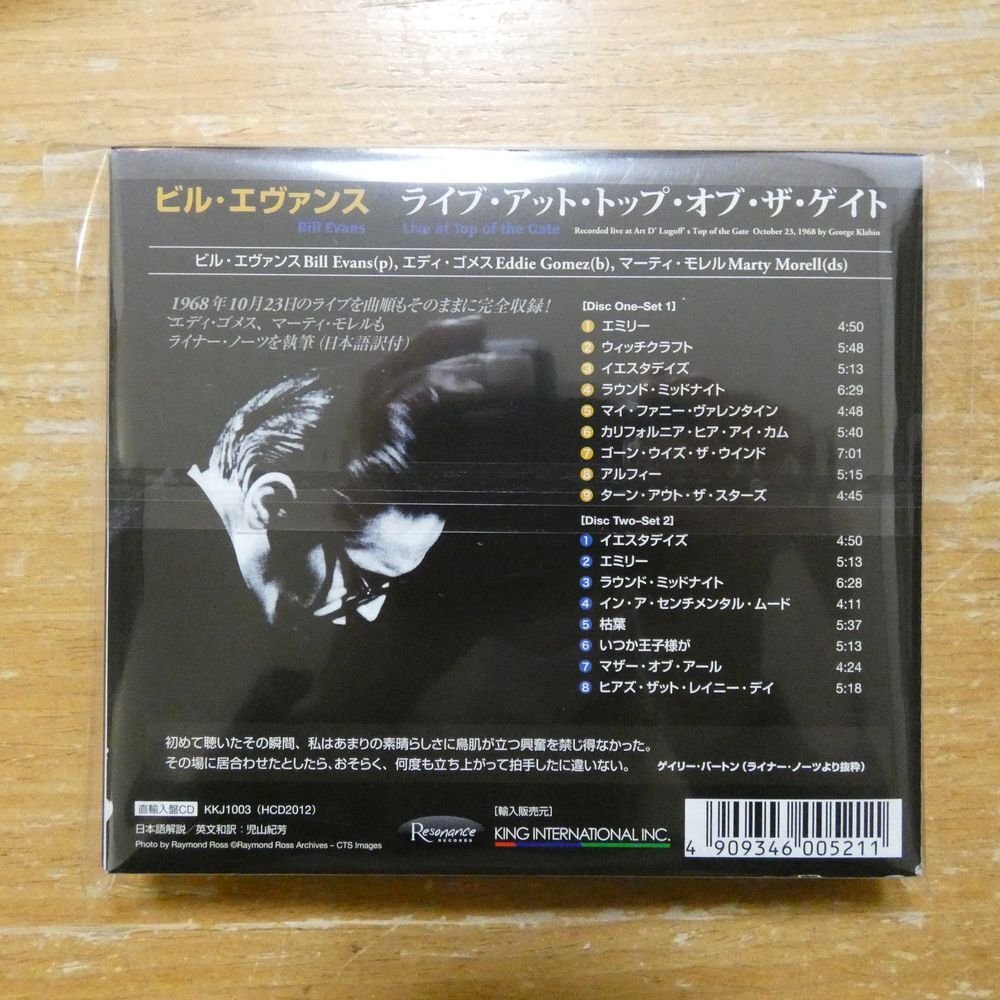 ビル・エヴァンス ライブ・アット・トップ・オブ・ザ・ゲイト
Bill Evans Live at Top of the Gate Recorded live at Art D' Lugoff' s Top of the Gate October 23, 1968 by George Klabin
ビル・エヴァンスBill Evans(p), エディ・ゴメスEddie Gomez(b), マーティ・モレルMarty Morell(ds)
1968年10月23日のライブを曲順もそのままに完全収録!
エディ・ゴメス、マーティ・モレルも
ライナー・ノーツを執筆(日本語訳付)
[Disc One–Set 1]
1 エミリー 4:50
2 ウィッチクラフト 5:48
3 イエスタデイズ 5:13
4 ラウンド・ミッドナイト 6:29
5 マイ・ファニー・ヴァレンタイン 4:48
6 カリフォルニア・ヒア・アイ・カム 5:40
7 ゴーン・ウイズ・ザ・ウインド 7:01
8 アルフィー 5:15
9 ターン・アウト・ザ・スターズ 4:45
[Disc Two–Set 2]
1 イエスタデイズ 4:50
2 エミリー 5:13
3 ラウンド・ミッドナイト 6:28
4 イン・ア・センチメンタル・ムード 4:11
5 枯葉 5:37
6 いつか王子様が 5:13
7 マザー・オブ・アール 4:24
8 ヒアズ・ザット・レイニー・デイ 5:18
初めて聴いたその瞬間、私はあまりの素晴らしさに鳥肌が立つ興奮を禁じ得なかった。
その場に居合わせたとしたら、おそらく、何度も立ち上がって拍手したに違いない。 ゲイリー・バートン(ライナー・ノーツより抜粋)
直輸入盤CD KKJ1003(HCD2012)
日本語解説/英文和訳:児山紀芳
Photo by Raymond Ross ©Raymond Ross Archives – CTS Images
Resonance
RECORDS
[輸入販売元]
KING INTERNATIONAL INC.
4 909346 005211